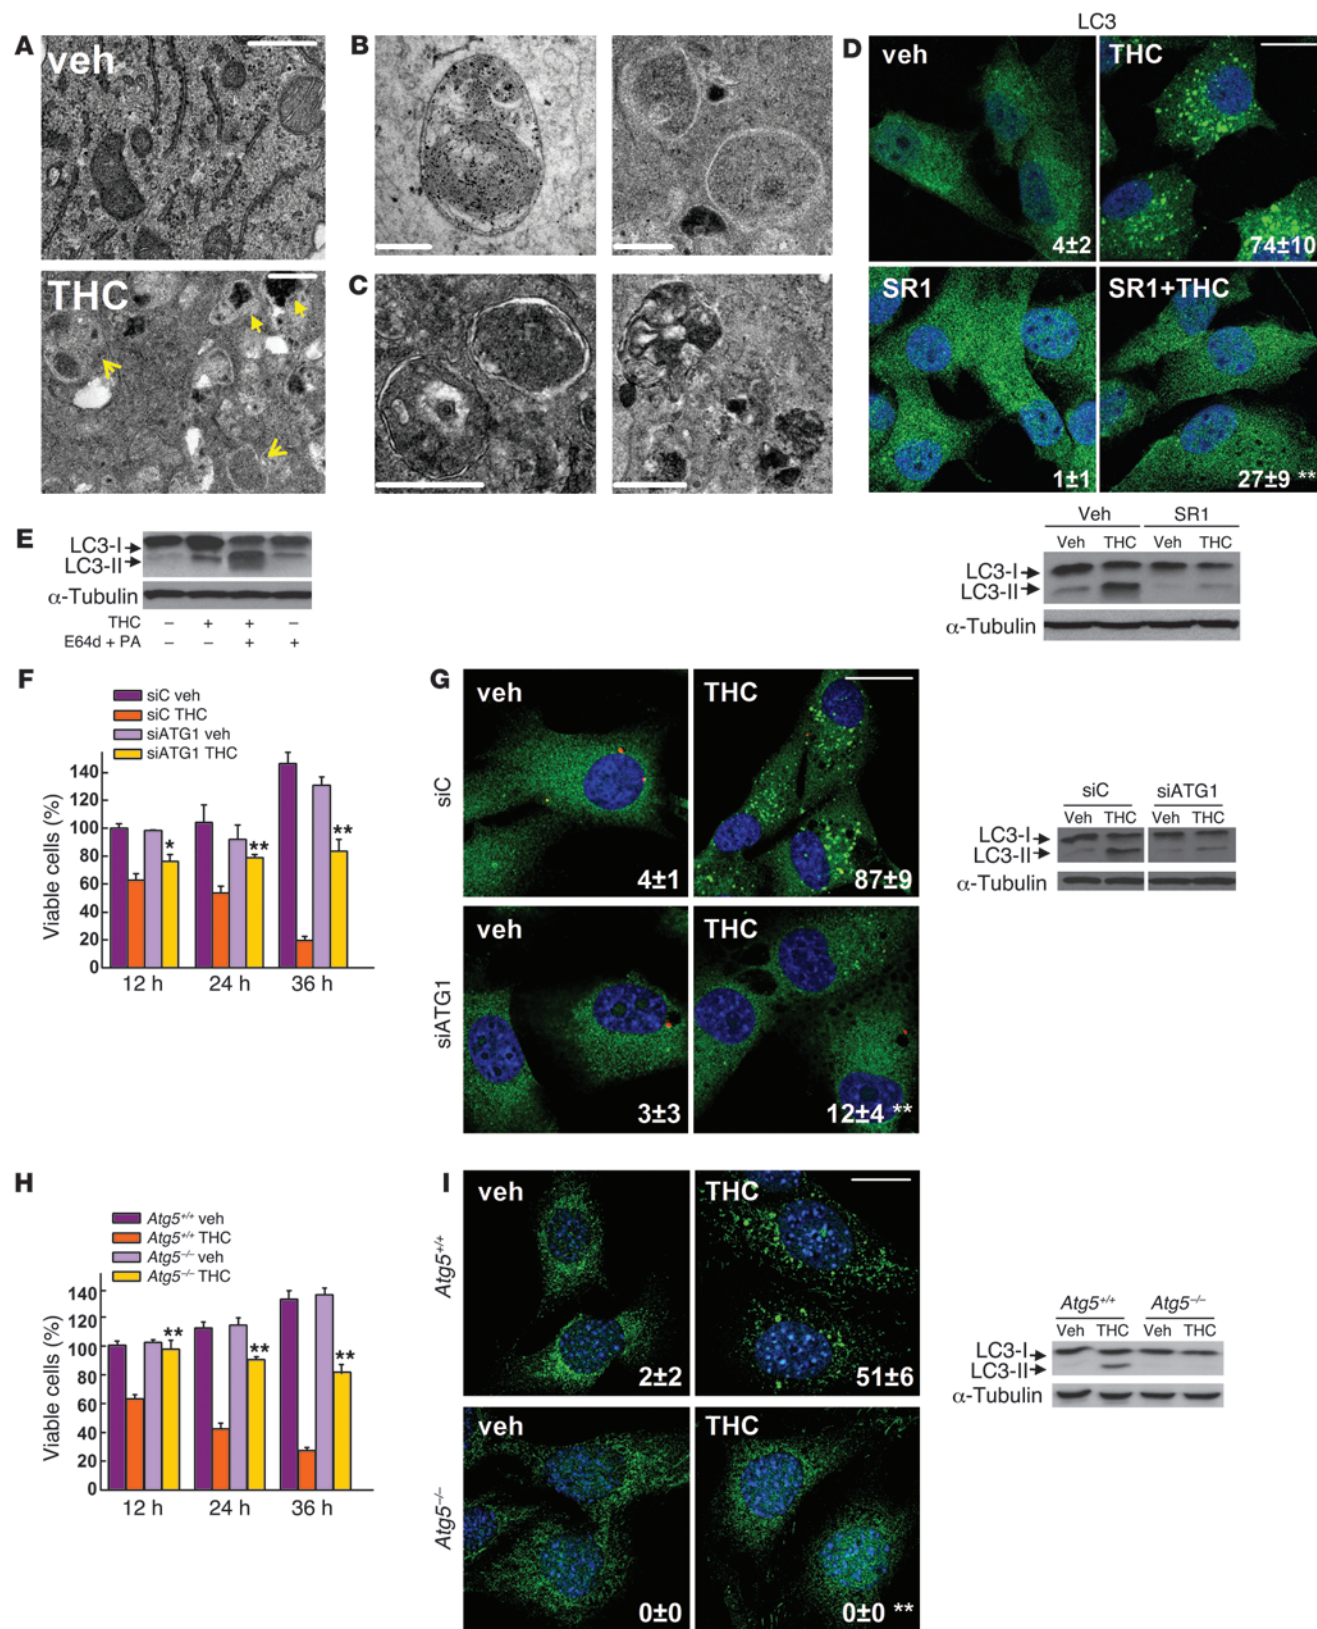 LC3
A
veh
THC
B
C
D
veh
THC
4±2
74±10
SR1
SR1+THC
1±1
27±9 **
E
LC3-I
LC3-II
α-Tubulin
THC - + + -
E64d + PA - - + +
Veh SR1
Veh THC Veh THC
LC3-I
LC3-II
α-Tubulin
F
siC veh
siC THC
siATG1 veh
siATG1 THC
Viable cells (%)
140
120
100
80
60
40
20
0
* ** **
12 h 24 h 36 h
G
siC
veh
THC
4±1
87±9
siATG1
veh
THC
3±3
12±4 **
siC siATG1
Veh THC Veh THC
LC3-I
LC3-II
α-Tubulin
H
Atg5+/+ veh
Atg5+/+ THC
Atg5−/− veh
Atg5−/− THC
Viable cells (%)
140
120
100
80
60
40
20
0
** ** **
12 h 24 h 36 h
I
Atg5+/+
veh
THC
2±2
51±6
Atg5−/−
veh
THC
0±0
0±0 **
Atg5+/+ Atg5−/−
Veh THC Veh THC
LC3-I
LC3-II
α-Tubulin